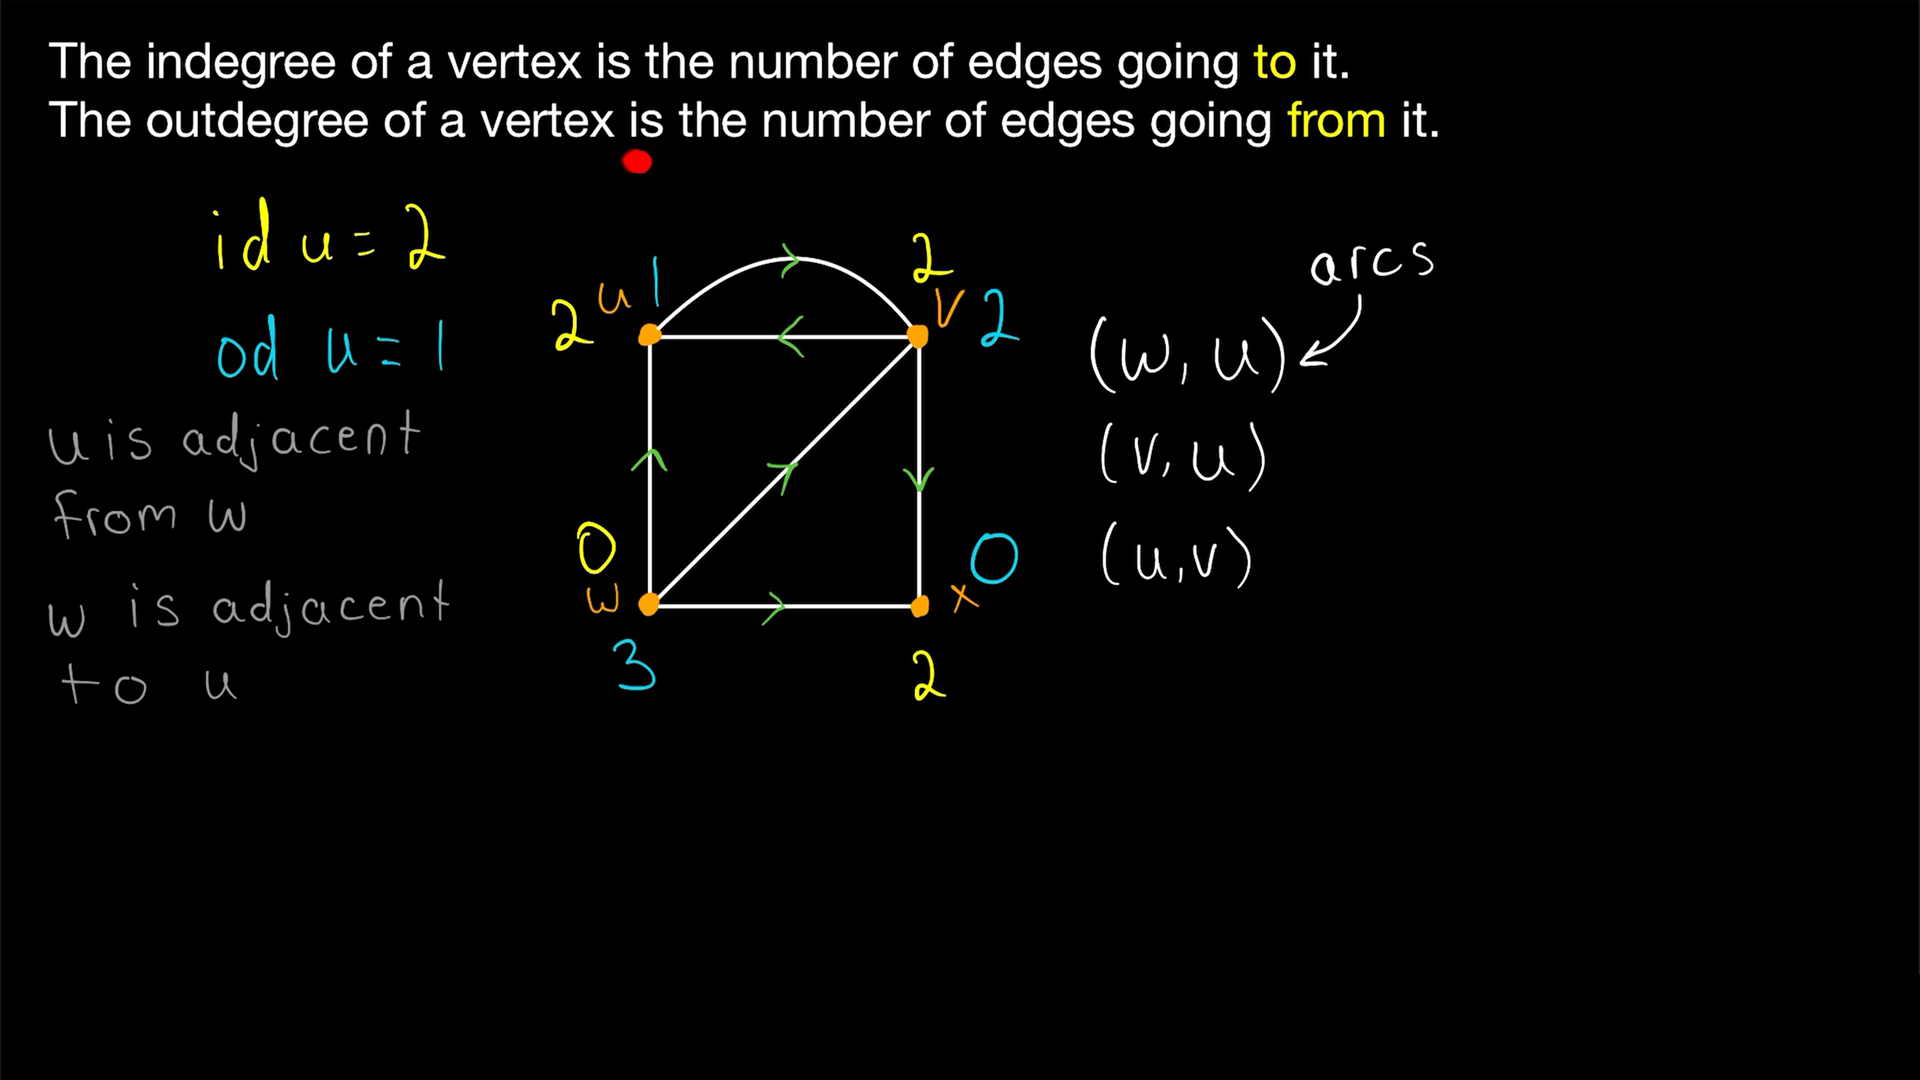 The indegree of a vertex is the number of edges going to it.
The outdegree of a vertex is the number of edges going from it.
id u = 2
od u = 1
u is adjacent
from w
w is adjacent
to u
2 u 1
2
v 2
0
w
3
0
x
2
arcs
(w, u)
(v, u)
(u, v)